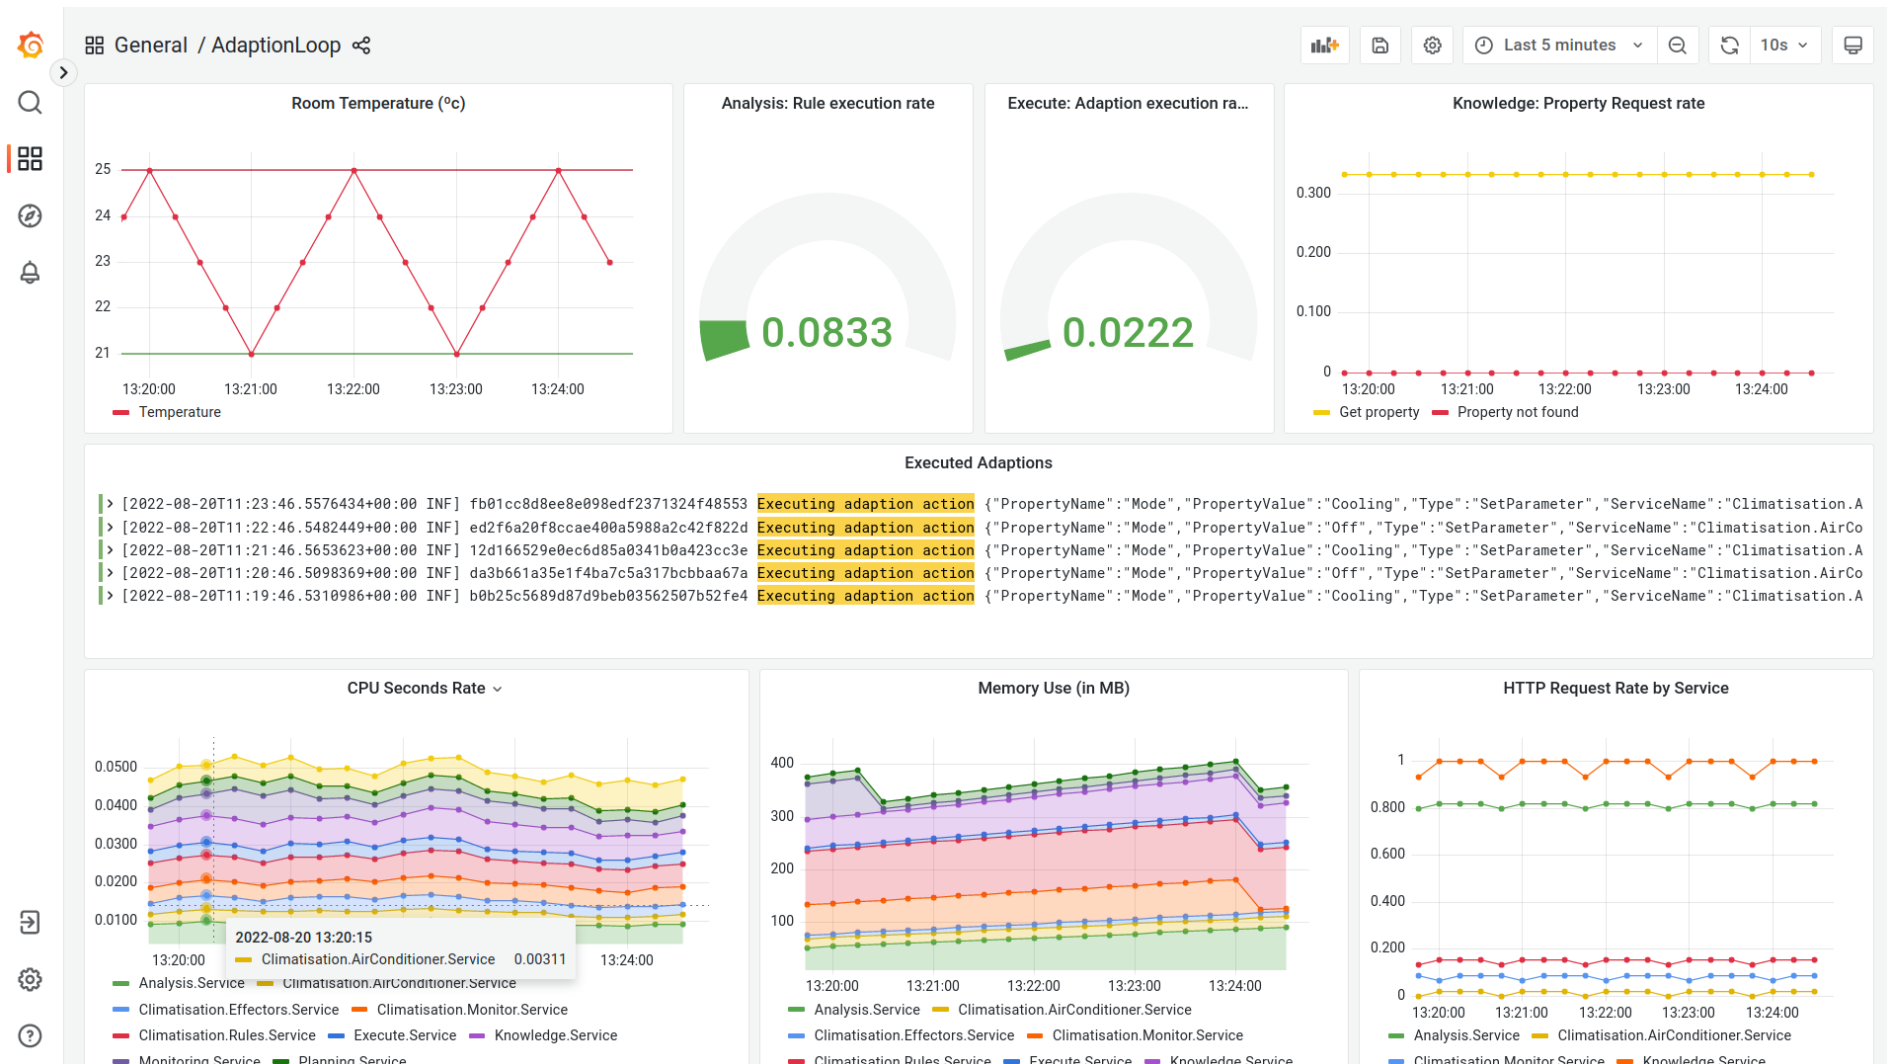 General / AdaptionLoop
Last 5 minutes
10s
Room Temperature (ºc)
25
24
23
22
21
13:20:00 13:21:00 13:22:00 13:23:00 13:24:00
Temperature
Analysis: Rule execution rate
0.0833
Execute: Adaption execution ra...
0.0222
Knowledge: Property Request rate
0.300
0.200
0.100
0
13:20:00 13:21:00 13:22:00 13:23:00 13:24:00
Get property Property not found
Executed Adaptions
[2022-08-20T11:23:46.5576434+00:00 INF] fb01cc8d8ee8e098edf2371324f48553 Executing adaption action {"PropertyName":"Mode","PropertyValue":"Cooling","Type":"SetParameter","ServiceName":"Climatisation.A
[2022-08-20T11:22:46.5482449+00:00 INF] ed2f6a20f8ccae400a5988a2c42f822d Executing adaption action {"PropertyName":"Mode","PropertyValue":"Off","Type":"SetParameter","ServiceName":"Climatisation.AirCo
[2022-08-20T11:21:46.5653623+00:00 INF] 12d166529e0ec6d85a0341b0a423cc3e Executing adaption action {"PropertyName":"Mode","PropertyValue":"Cooling","Type":"SetParameter","ServiceName":"Climatisation.A
[2022-08-20T11:20:46.5098369+00:00 INF] da3b661a35e1f4ba7c5a317bcbbaa67a Executing adaption action {"PropertyName":"Mode","PropertyValue":"Off","Type":"SetParameter","ServiceName":"Climatisation.AirCo
[2022-08-20T11:19:46.5310986+00:00 INF] b0b25c5689d87d9beb03562507b52fe4 Executing adaption action {"PropertyName":"Mode","PropertyValue":"Cooling","Type":"SetParameter","ServiceName":"Climatisation.A
CPU Seconds Rate
0.0500
0.0400
0.0300
0.0200
0.0100
13:20:00 13:24:00
2022-08-20 13:20:15
Climatisation.AirConditioner.Service 0.00311
Analysis.Service Climatisation.AirConditioner.Service
Climatisation.Effectors.Service Climatisation.Monitor.Service
Climatisation.Rules.Service Execute.Service Knowledge.Service
Monitoring.Service Planning.Service
Memory Use (in MB)
400
300
200
100
13:20:00 13:21:00 13:22:00 13:23:00 13:24:00
Analysis.Service Climatisation.AirConditioner.Service
Climatisation.Effectors.Service Climatisation.Monitor.Service
Climatisation.Rules.Service Execute.Service Knowledge.Service
HTTP Request Rate by Service
1
0.800
0.600
0.400
0.200
0
13:20:00 13:21:00 13:22:00 13:23:00 13:24:00
Analysis.Service Climatisation.AirConditioner.Service
Climatisation.Monitor.Service Knowledge.Service